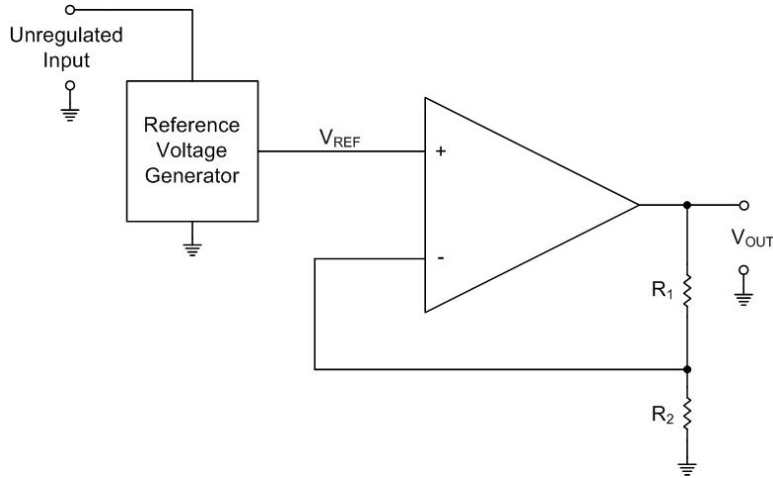 Unregulated
Input
Reference
Voltage
Generator
VREF
+
-
VOUT
R1
R2